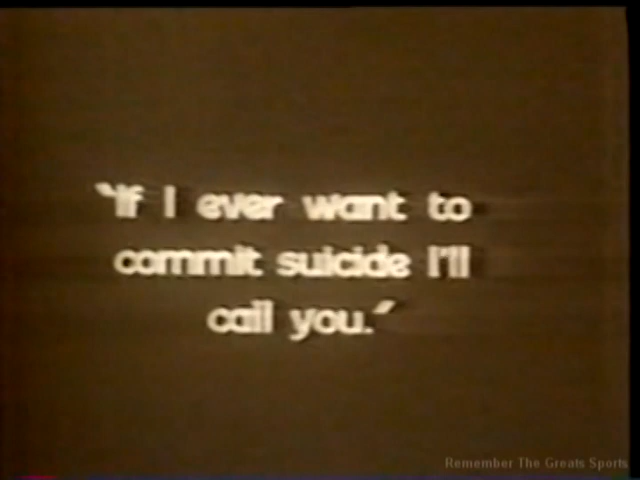 "If I ever want to
commit suicide I'll
call you."
Remember The Greats Sports